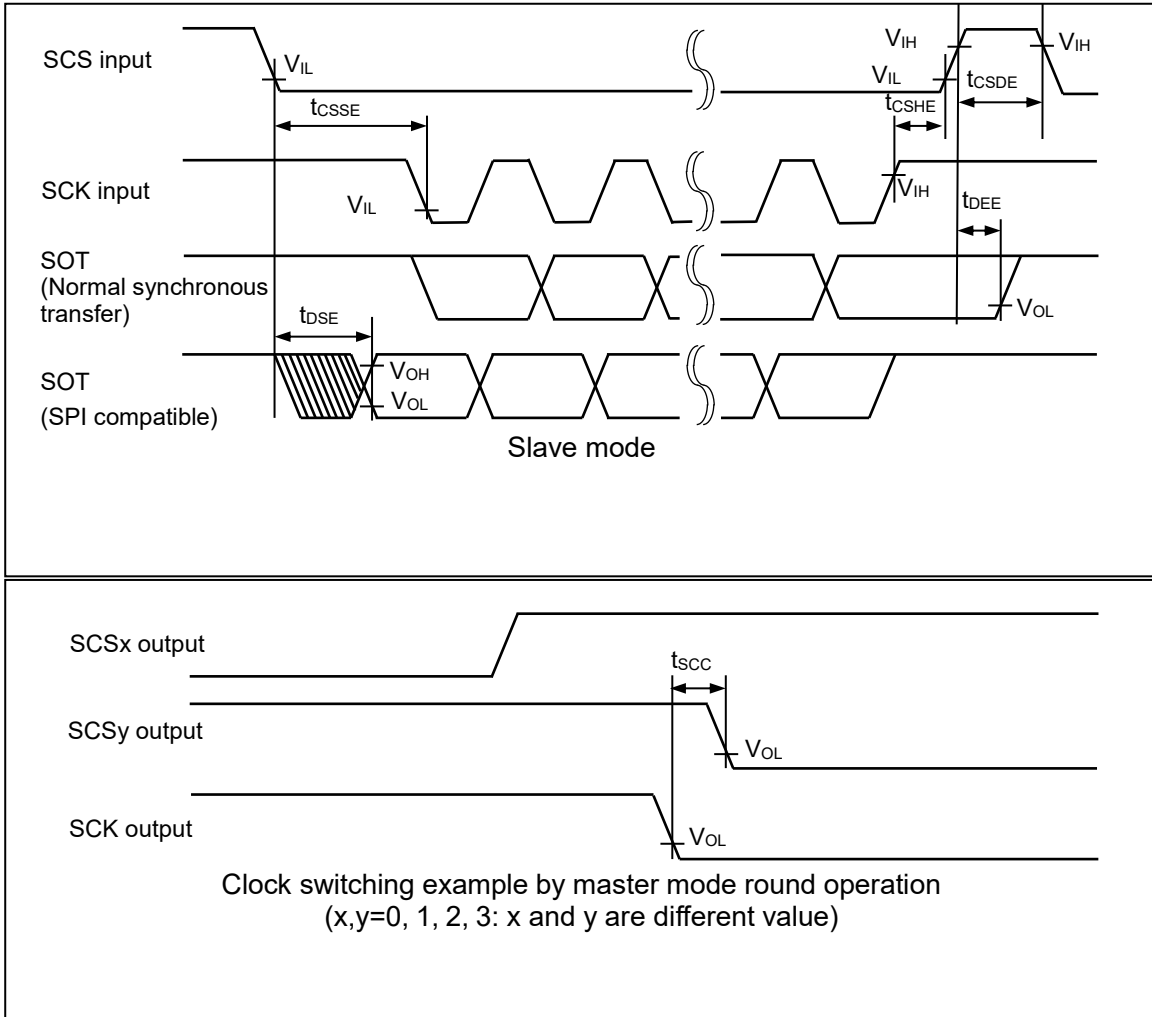 SCS input
VIL
VIH
VIH
VIL
tCSDE
tCSSE
tCSHE
SCK input
VIL
VIH
tDEE
SOT
(Normal synchronous
transfer)
VOL
tDSE
SOT
(SPI compatible)
VOH
VOL
Slave mode
SCSx output
tSCC
SCSy output
VOL
SCK output
VOL
Clock switching example by master mode round operation
(x,y=0, 1, 2, 3: x and y are different value)